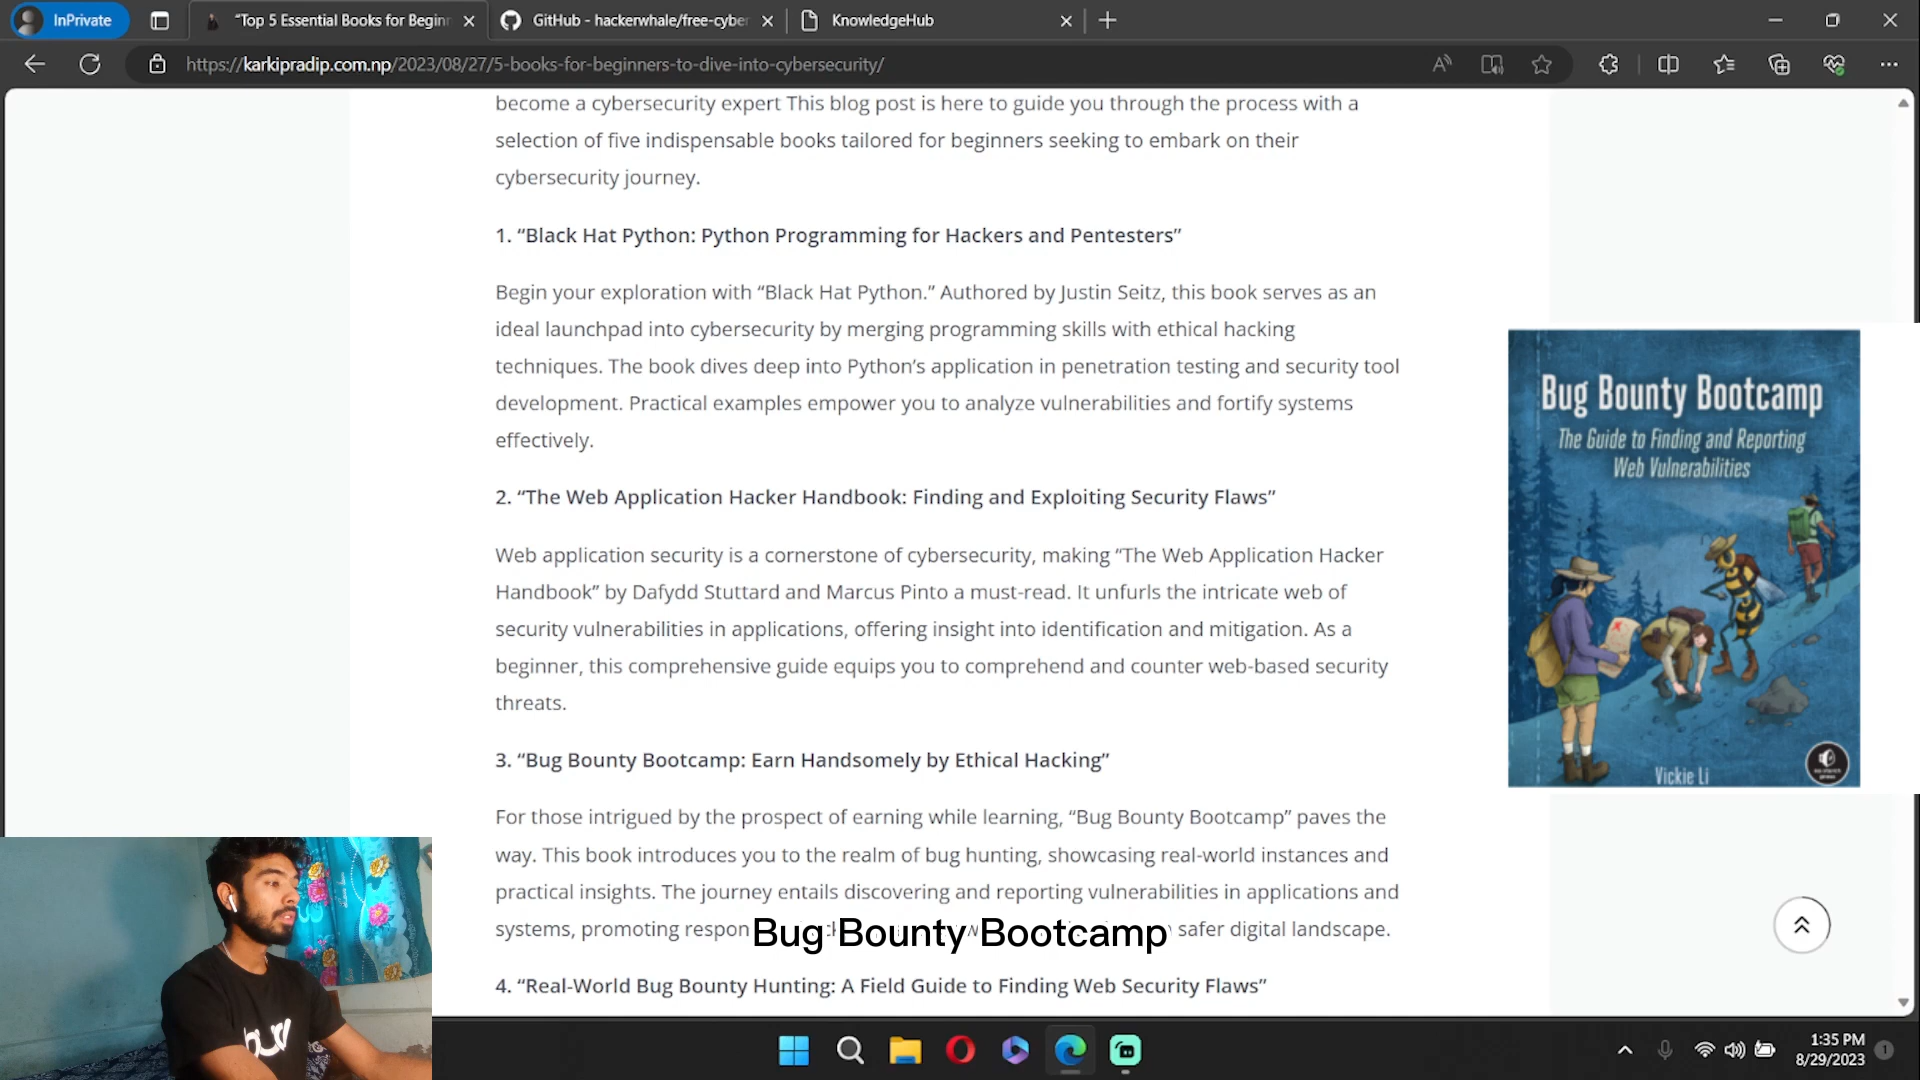 InPrivate
"Top 5 Essential Books for Beginn
GitHub - hackerwhale/free-cyber
KnowledgeHub
https://karkipradip.com.np/2023/08/27/5-books-for-beginners-to-dive-into-cybersecurity/
become a cybersecurity expert This blog post is here to guide you through the process with a
selection of five indispensable books tailored for beginners seeking to embark on their
cybersecurity journey.
1. “Black Hat Python: Python Programming for Hackers and Pentesters”
Begin your exploration with “Black Hat Python.” Authored by Justin Seitz, this book serves as an
ideal launchpad into cybersecurity by merging programming skills with ethical hacking
techniques. The book dives deep into Python’s application in penetration testing and security tool
development. Practical examples empower you to analyze vulnerabilities and fortify systems
effectively.
2. “The Web Application Hacker Handbook: Finding and Exploiting Security Flaws”
Web application security is a cornerstone of cybersecurity, making “The Web Application Hacker
Handbook” by Dafydd Stuttard and Marcus Pinto a must-read. It unfurls the intricate web of
security vulnerabilities in applications, offering insight into identification and mitigation. As a
beginner, this comprehensive guide equips you to comprehend and counter web-based security
threats.
3. “Bug Bounty Bootcamp: Earn Handsomely by Ethical Hacking”
For those intrigued by the prospect of earning while learning, “Bug Bounty Bootcamp” paves the
way. This book introduces you to the realm of bug hunting, showcasing real-world instances and
practical insights. The journey entails discovering and reporting vulnerabilities in applications and
systems, promoting respon safer digital landscape.
Bug Bounty Bootcamp
4. “Real-World Bug Bounty Hunting: A Field Guide to Finding Web Security Flaws”
Bug Bounty Bootcamp
The Guide to Finding and Reporting
Web Vulnerabilities
Vickie Li
1:35 PM
8/29/2023
1